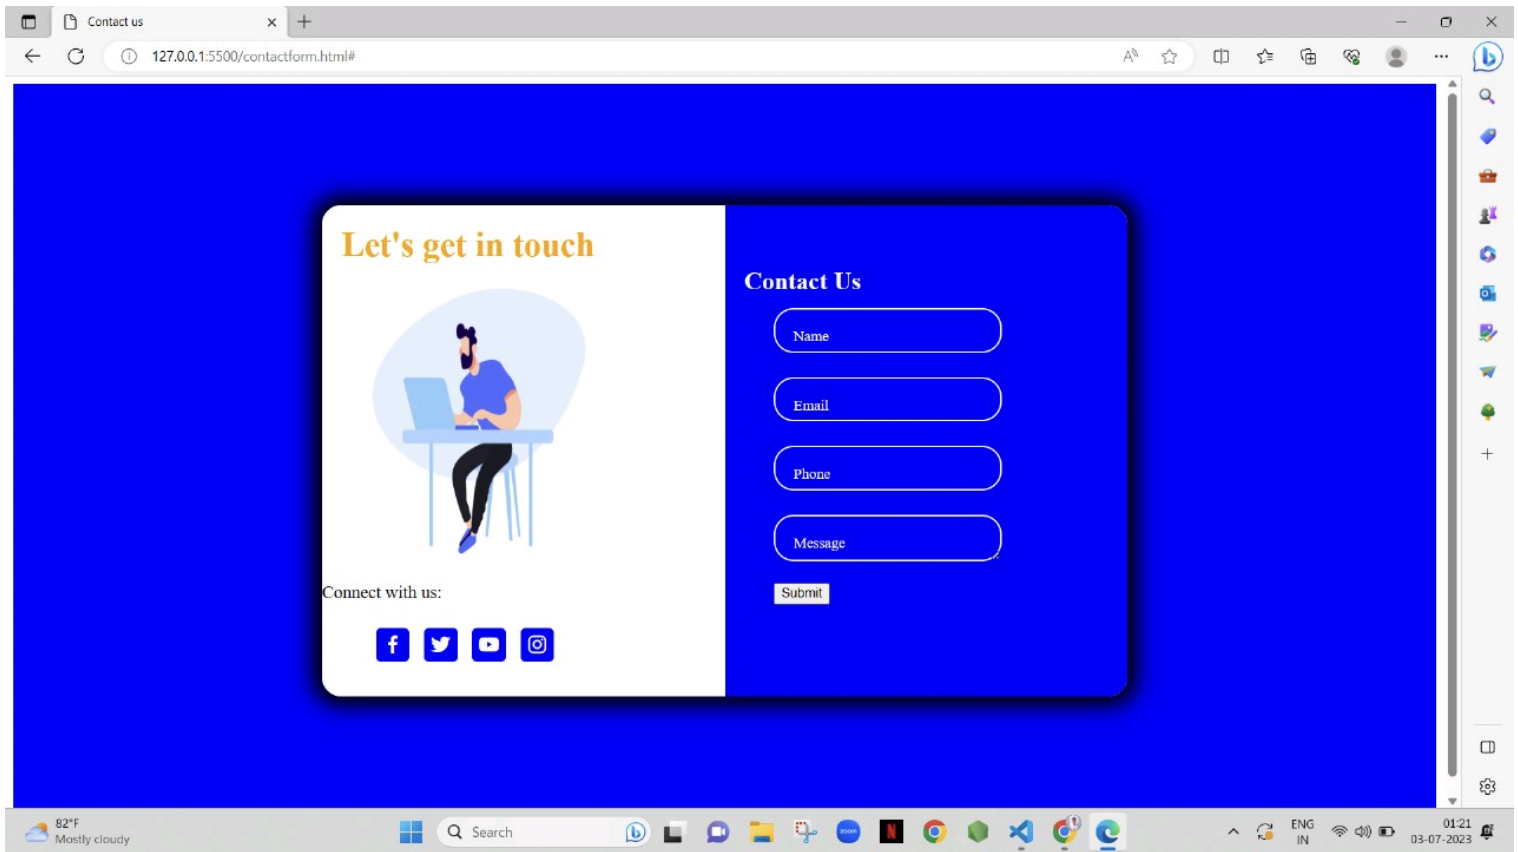 Contact us
127.0.0.1:5500/contactform.html#
Let's get in touch
Connect with us:
Contact Us
Name
Email
Phone
Message
Submit
82°F
Mostly cloudy
Search
zoom
N
ENG
IN
01:21
03-07-2023